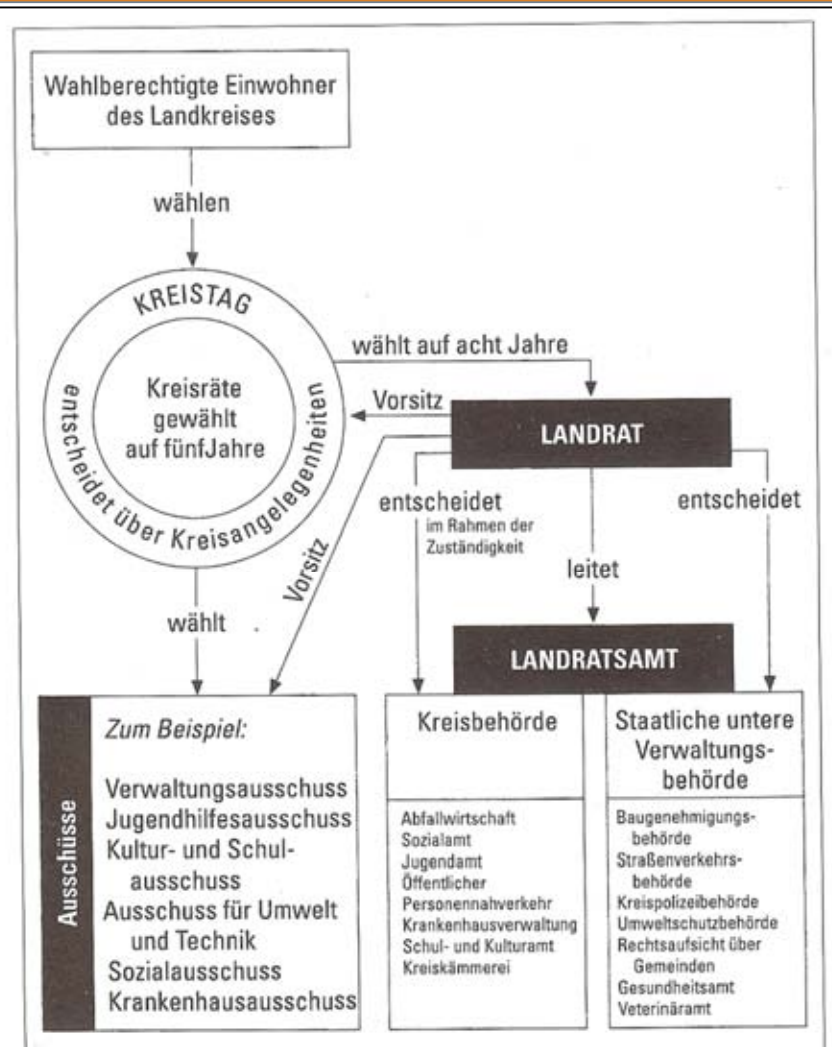 Wahlberechtigte Einwohner
des Landkreises
wählen
KREISTAG
entscheidet über Kreisangelegenheiten
Kreisräte
gewählt
auf fünfJahre
wählt auf acht Jahre
Vorsitz
LANDRAT
entscheidet
im Rahmen der
Zuständigkeit
leitet
entscheidet
Vorsitz
wählt
LANDRATSAMT
Ausschüsse
Zum Beispiel:
Verwaltungsausschuss
Jugendhilfesausschuss
Kultur- und Schul-
ausschuss
Ausschuss für Umwelt
und Technik
Sozialausschuss
Krankenhausausschuss
Kreisbehörde
Abfallwirtschaft
Sozialamt
Jugendamt
Öffentlicher
Personennahverkehr
Krankenhausverwaltung
Schul- und Kulturamt
Kreiskämmerei
Staatliche untere
Verwaltungs-
behörde
Baugenehmigungs-
behörde
Straßenverkehrs-
behörde
Kreispolizeibehörde
Umweltschutzbehörde
Rechtsaufsicht über
Gemeinden
Gesundheitsamt
Veterinäramt